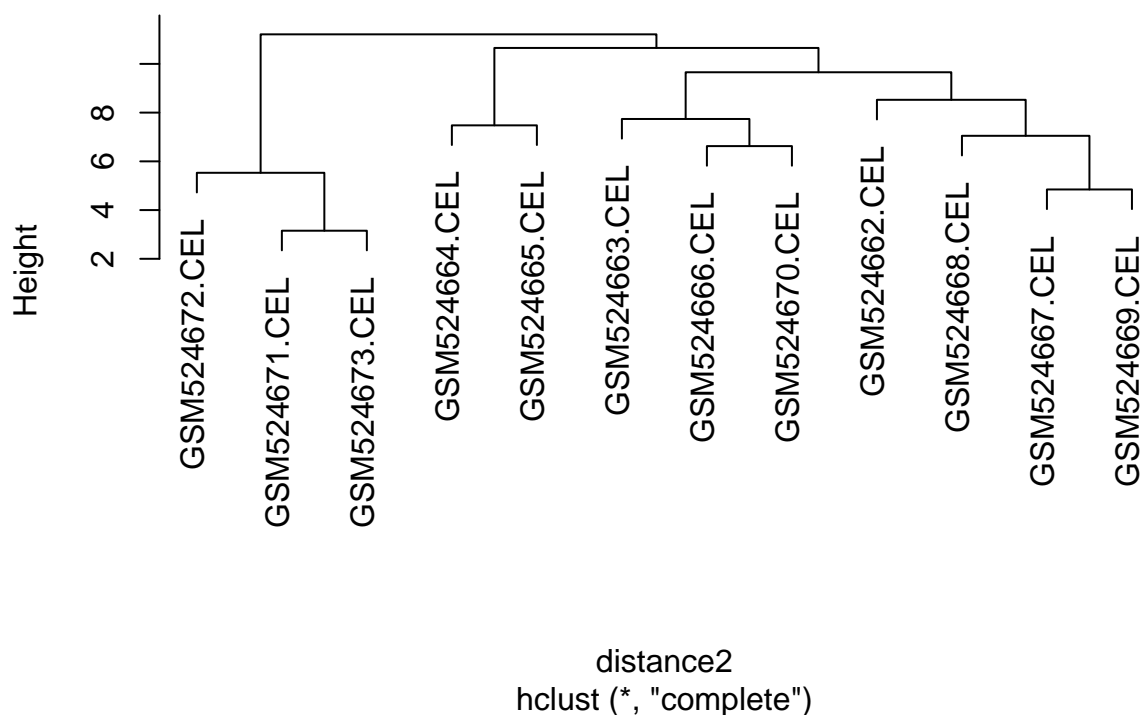 Height
8
6
4
2
GSM524672.CEL
GSM524671.CEL
GSM524673.CEL
GSM524664.CEL
GSM524665.CEL
GSM524663.CEL
GSM524666.CEL
GSM524670.CEL
GSM524662.CEL
GSM524668.CEL
GSM524667.CEL
GSM524669.CEL
distance2
hclust (*, "complete")